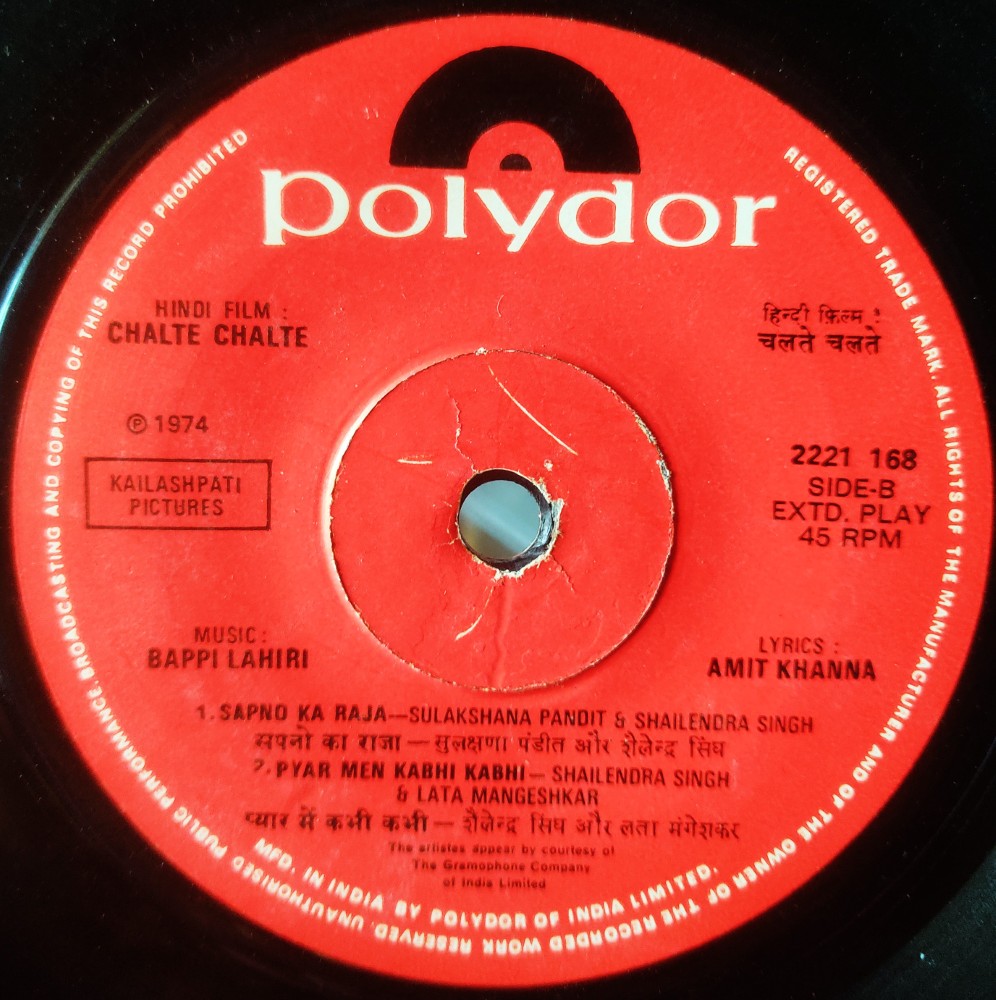 polydor
HINDI FILM :
CHALTE CHALTE
हिन्दी फ़िल्म :
चलते चलते
℗ 1974
KAILASHPATI
PICTURES
2221 168
SIDE-B
EXTD. PLAY
45 RPM
MUSIC :
BAPPI LAHIRI
LYRICS :
AMIT KHANNA
1. SAPNO KA RAJA—SULAKSHANA PANDIT & SHAILENDRA SINGH
सपनो का राजा — सुलक्षणा पंडीत और शैलेन्द्र सिंघ
2. PYAR MEN KABHI KABHI — SHAILENDRA SINGH
& LATA MANGESHKAR
प्यार में कभी कभी — शैलेन्द्र सिंघ और लता मंगेशकर
The artistes appear by courtesy of
The Gramophone Company
of India Limited
MFD. IN INDIA BY POLYDOR OF INDIA LIMITED.
REGISTERED TRADE MARK. ALL RIGHTS OF THE MANUFACTURER AND OF THE OWNER OF THE RECORDED WORK RESERVED. UNAUTHORISED PUBLIC PERFORMANCE BROADCASTING AND COPYING OF THIS RECORD PROHIBITED